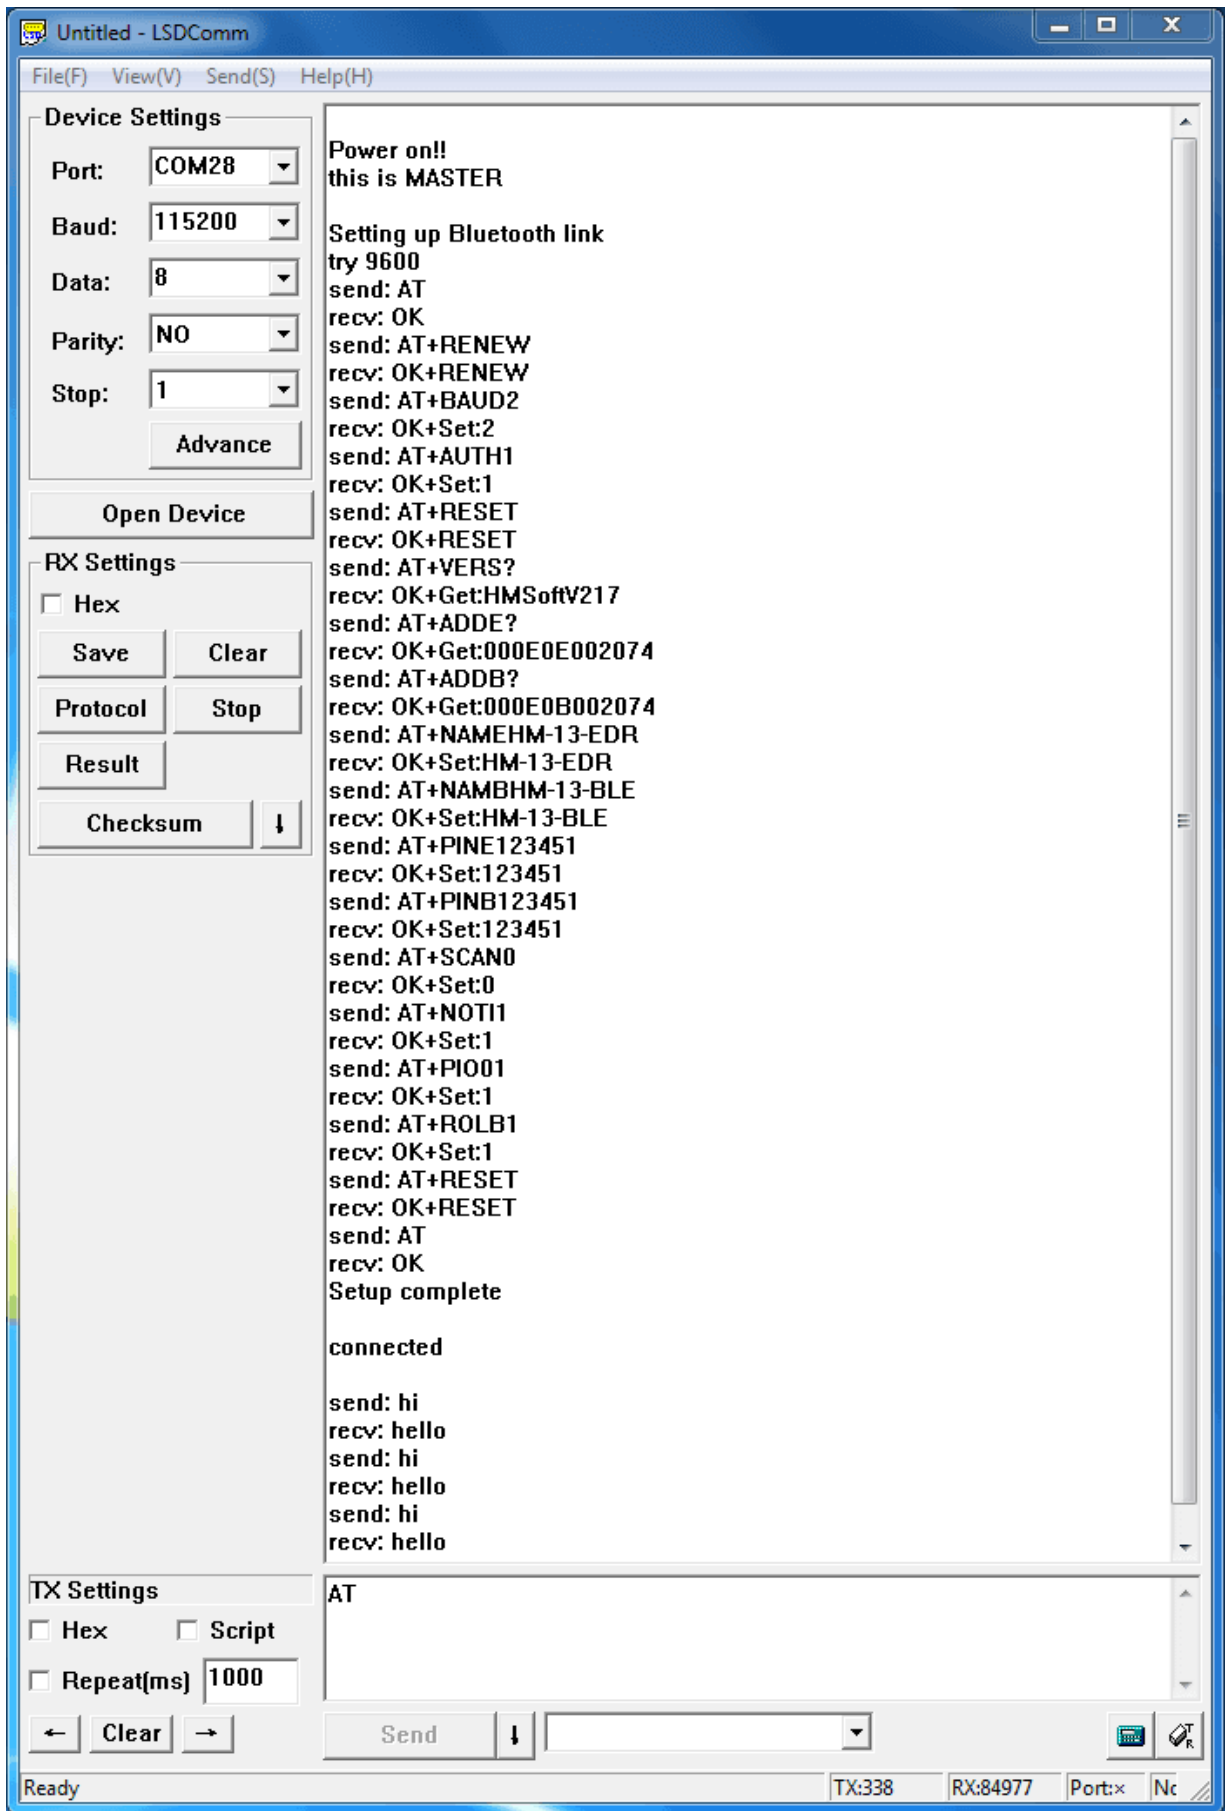 Untitled - LSDComm
File(F) View(V) Send(S) Help(H)
Device Settings
Port: COM28
Baud: 115200
Data: 8
Parity: NO
Stop: 1
Advance
Open Device
RX Settings
Hex
Save Clear
Protocol Stop
Result
Checksum
Power on!!
this is MASTER
Setting up Bluetooth link
try 9600
send: AT
recv: OK
send: AT+RENEW
recv: OK+RENEW
send: AT+BAUD2
recv: OK+Set:2
send: AT+AUTH1
recv: OK+Set:1
send: AT+RESET
recv: OK+RESET
send: AT+VERS?
recv: OK+Get:HMSoftV217
send: AT+ADDE?
recv: OK+Get:000E0E002074
send: AT+ADDB?
recv: OK+Get:000E0B002074
send: AT+NAMEHM-13-EDR
recv: OK+Set:HM-13-EDR
send: AT+NAMBHM-13-BLE
recv: OK+Set:HM-13-BLE
send: AT+PINE123451
recv: OK+Set:123451
send: AT+PINB123451
recv: OK+Set:123451
send: AT+SCAN0
recv: OK+Set:0
send: AT+NOTI1
recv: OK+Set:1
send: AT+PIO01
recv: OK+Set:1
send: AT+ROLB1
recv: OK+Set:1
send: AT+RESET
recv: OK+RESET
send: AT
recv: OK
Setup complete
connected
send: hi
recv: hello
send: hi
recv: hello
send: hi
recv: hello
TX Settings
Hex Script
Repeat(ms) 1000
← Clear →
AT
Send
Ready TX:338 RX:84977 Port:×